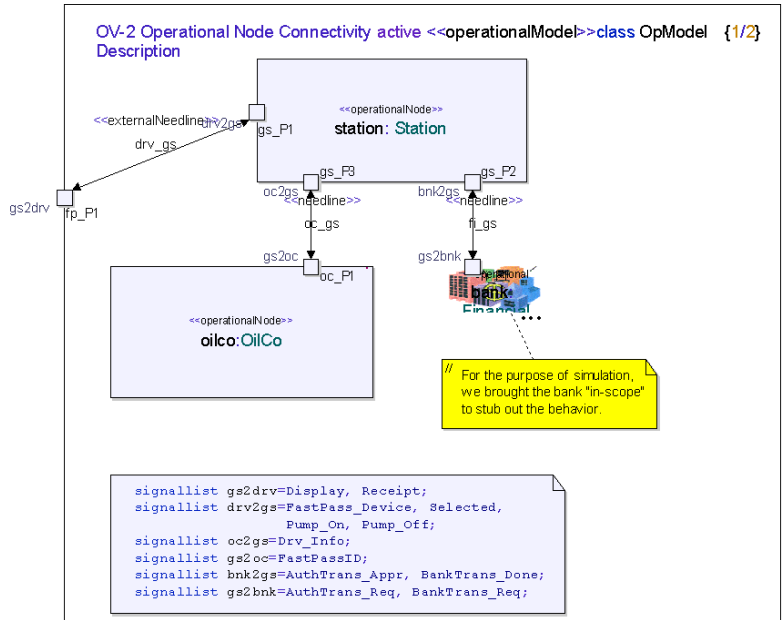 OV-2 Operational Node Connectivity active <<operationalModel>>class OpModel {1/2}
Description
<<operationalNode>>
station: Station
<<externalNeedline>>
drv2gs
gs_P1
drv_gs
gs2drv
fp_P1
gs_P3
gs_P2
oc2gs
bnk2gs
<<needline>>
<<needline>>
oc_gs
fi_gs
gs2oc
gs2bnk
oc_P1
operational
bank
Financial
...
<<operationalNode>>
oilco:OilCo
//
For the purpose of simulation,
we brought the bank "in-scope"
to stub out the behavior.
signallist gs2drv=Display, Receipt;
signallist drv2gs=FastPass_Device, Selected,
Pump_On, Pump_Off;
signallist oc2gs=Drv_Info;
signallist gs2oc=FastPassID;
signallist bnk2gs=AuthTrans_Appr, BankTrans_Done;
signallist gs2bnk=AuthTrans_Req, BankTrans_Req;